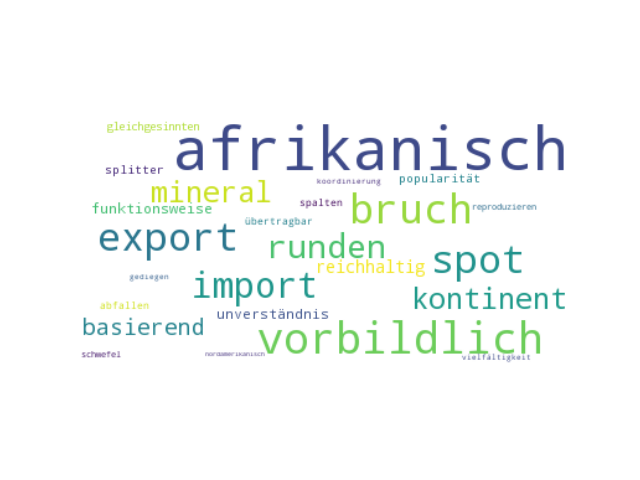 gleichgesinnten
afrikanisch
splitter
koordinierung
popularität
mineral
bruch
spalten
reproduzieren
funktionsweise
übertragbar
export
runden
spot
reichhaltig
gediegen
import
kontinent
abfallen
unverständnis
basierend
vorbildlich
schwefel
nordamerikanisch
vielfältigkeit